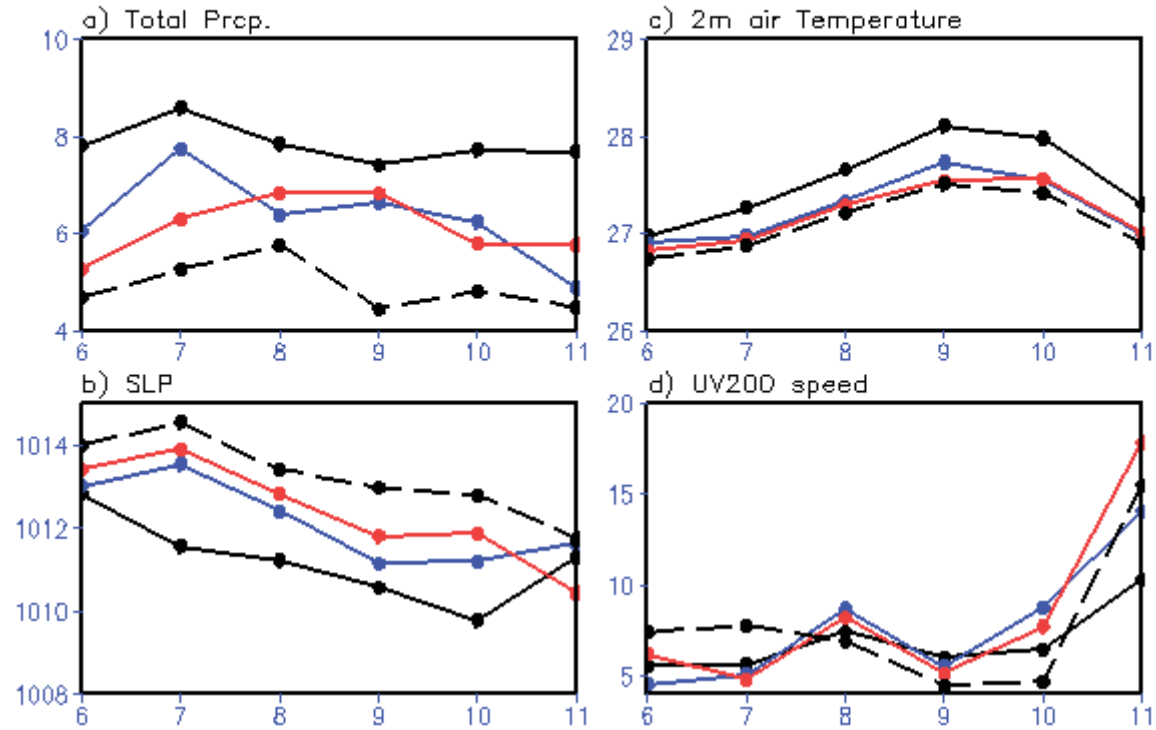 a) Total Prcp.
10
8
6
4
6 7 8 9 10 11
c) 2m air Temperature
29
28
27
26
6 7 8 9 10 11
b) SLP
1014
1012
1010
1008
6 7 8 9 10 11
d) UV200 speed
20
15
10
5
6 7 8 9 10 11